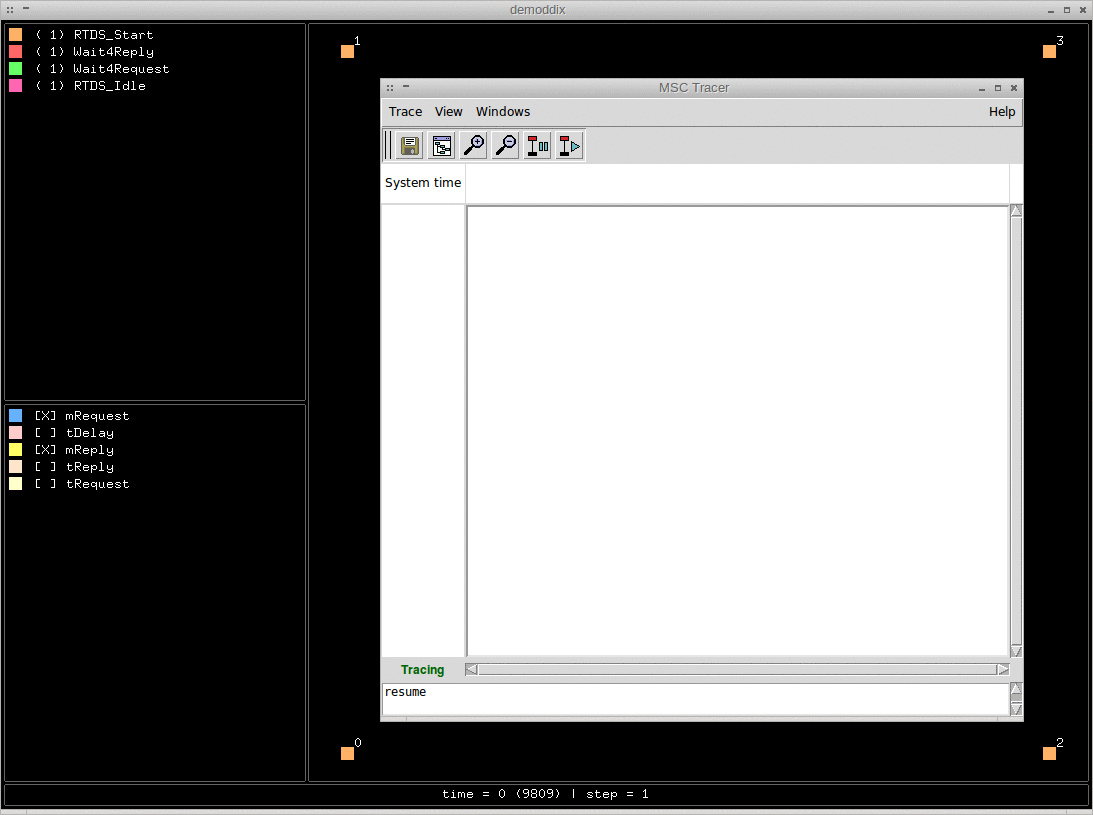 demoddix
( 1) RTDS_Start
( 1) Wait4Reply
( 1) Wait4Request
( 1) RTDS_Idle
1
3
MSC Tracer
Trace View Windows Help
System time
[X] mRequest
[ ] tDelay
[X] mReply
[ ] tReply
[ ] tRequest
Tracing
resume
0
2
time = 0 (9809) | step = 1